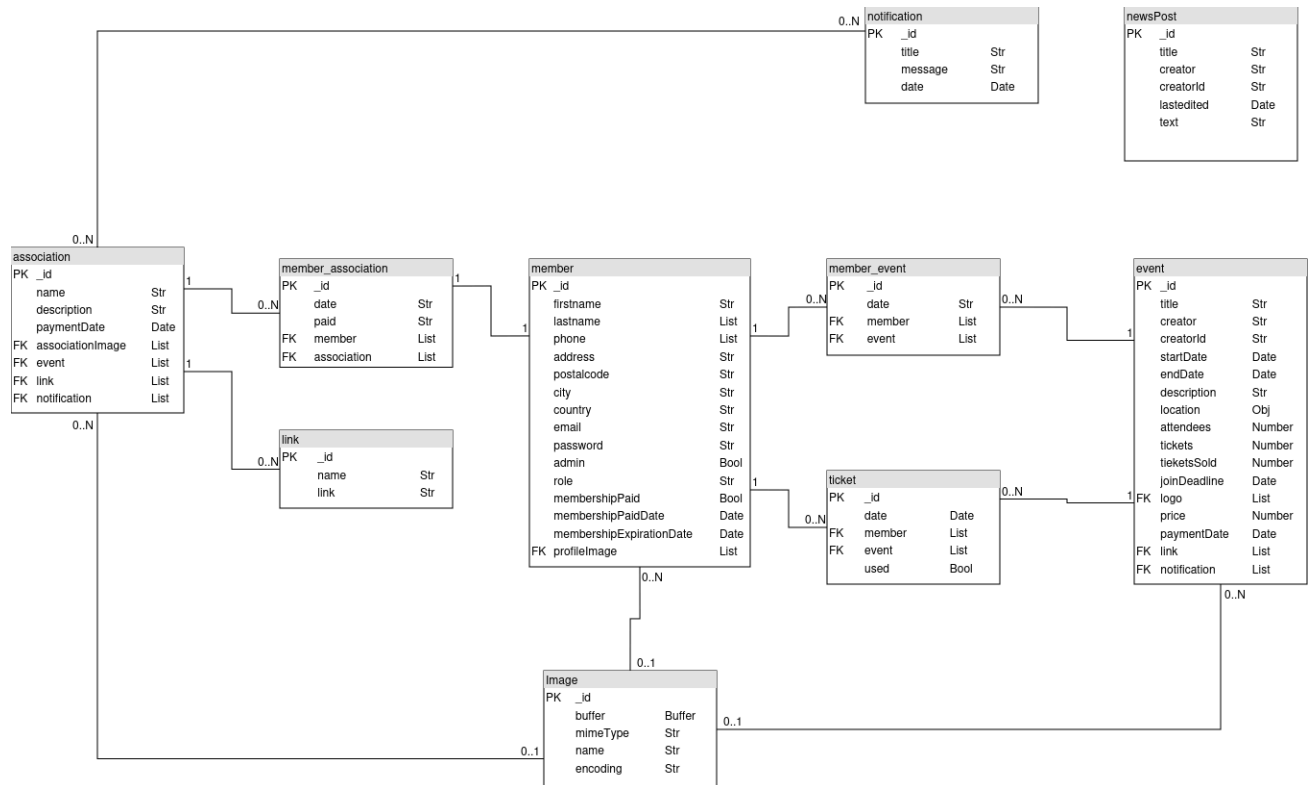 notification
PK _id
title Str
message Str
date Date
newsPost
PK _id
title Str
creator Str
creatorId Str
lastedited Date
text Str
0..N
0..N
association
PK _id
name Str
description Str
paymentDate Date
FK associationImage List
FK event List
FK link List
FK notification List
1
0..N
1
0..N
0..N
member_association
PK _id
date Str
paid Str
FK member List
FK association List
1
1
link
PK _id
name Str
link Str
member
PK _id
firstname Str
lastname List
phone List
address Str
postalcode Str
city Str
country Str
email Str
password Str
admin Bool
role Str
membershipPaid Bool
membershipPaidDate Date
membershipExpirationDate Date
FK profileImage List
1
0..N
1
0..N
0..N
0..1
member_event
PK _id
date Str
FK member List
FK event List
0..N
1
ticket
PK _id
date Date
FK member List
FK event List
used Bool
0..N
1
event
PK _id
title Str
creator Str
creatorId Str
startDate Date
endDate Date
description Str
location Obj
attendees Number
tickets Number
tieketsSold Number
joinDeadline Date
FK logo List
price Number
paymentDate Date
FK link List
FK notification List
0..N
Image
PK _id
buffer Buffer
mimeType Str
name Str
encoding Str
0..1
0..1